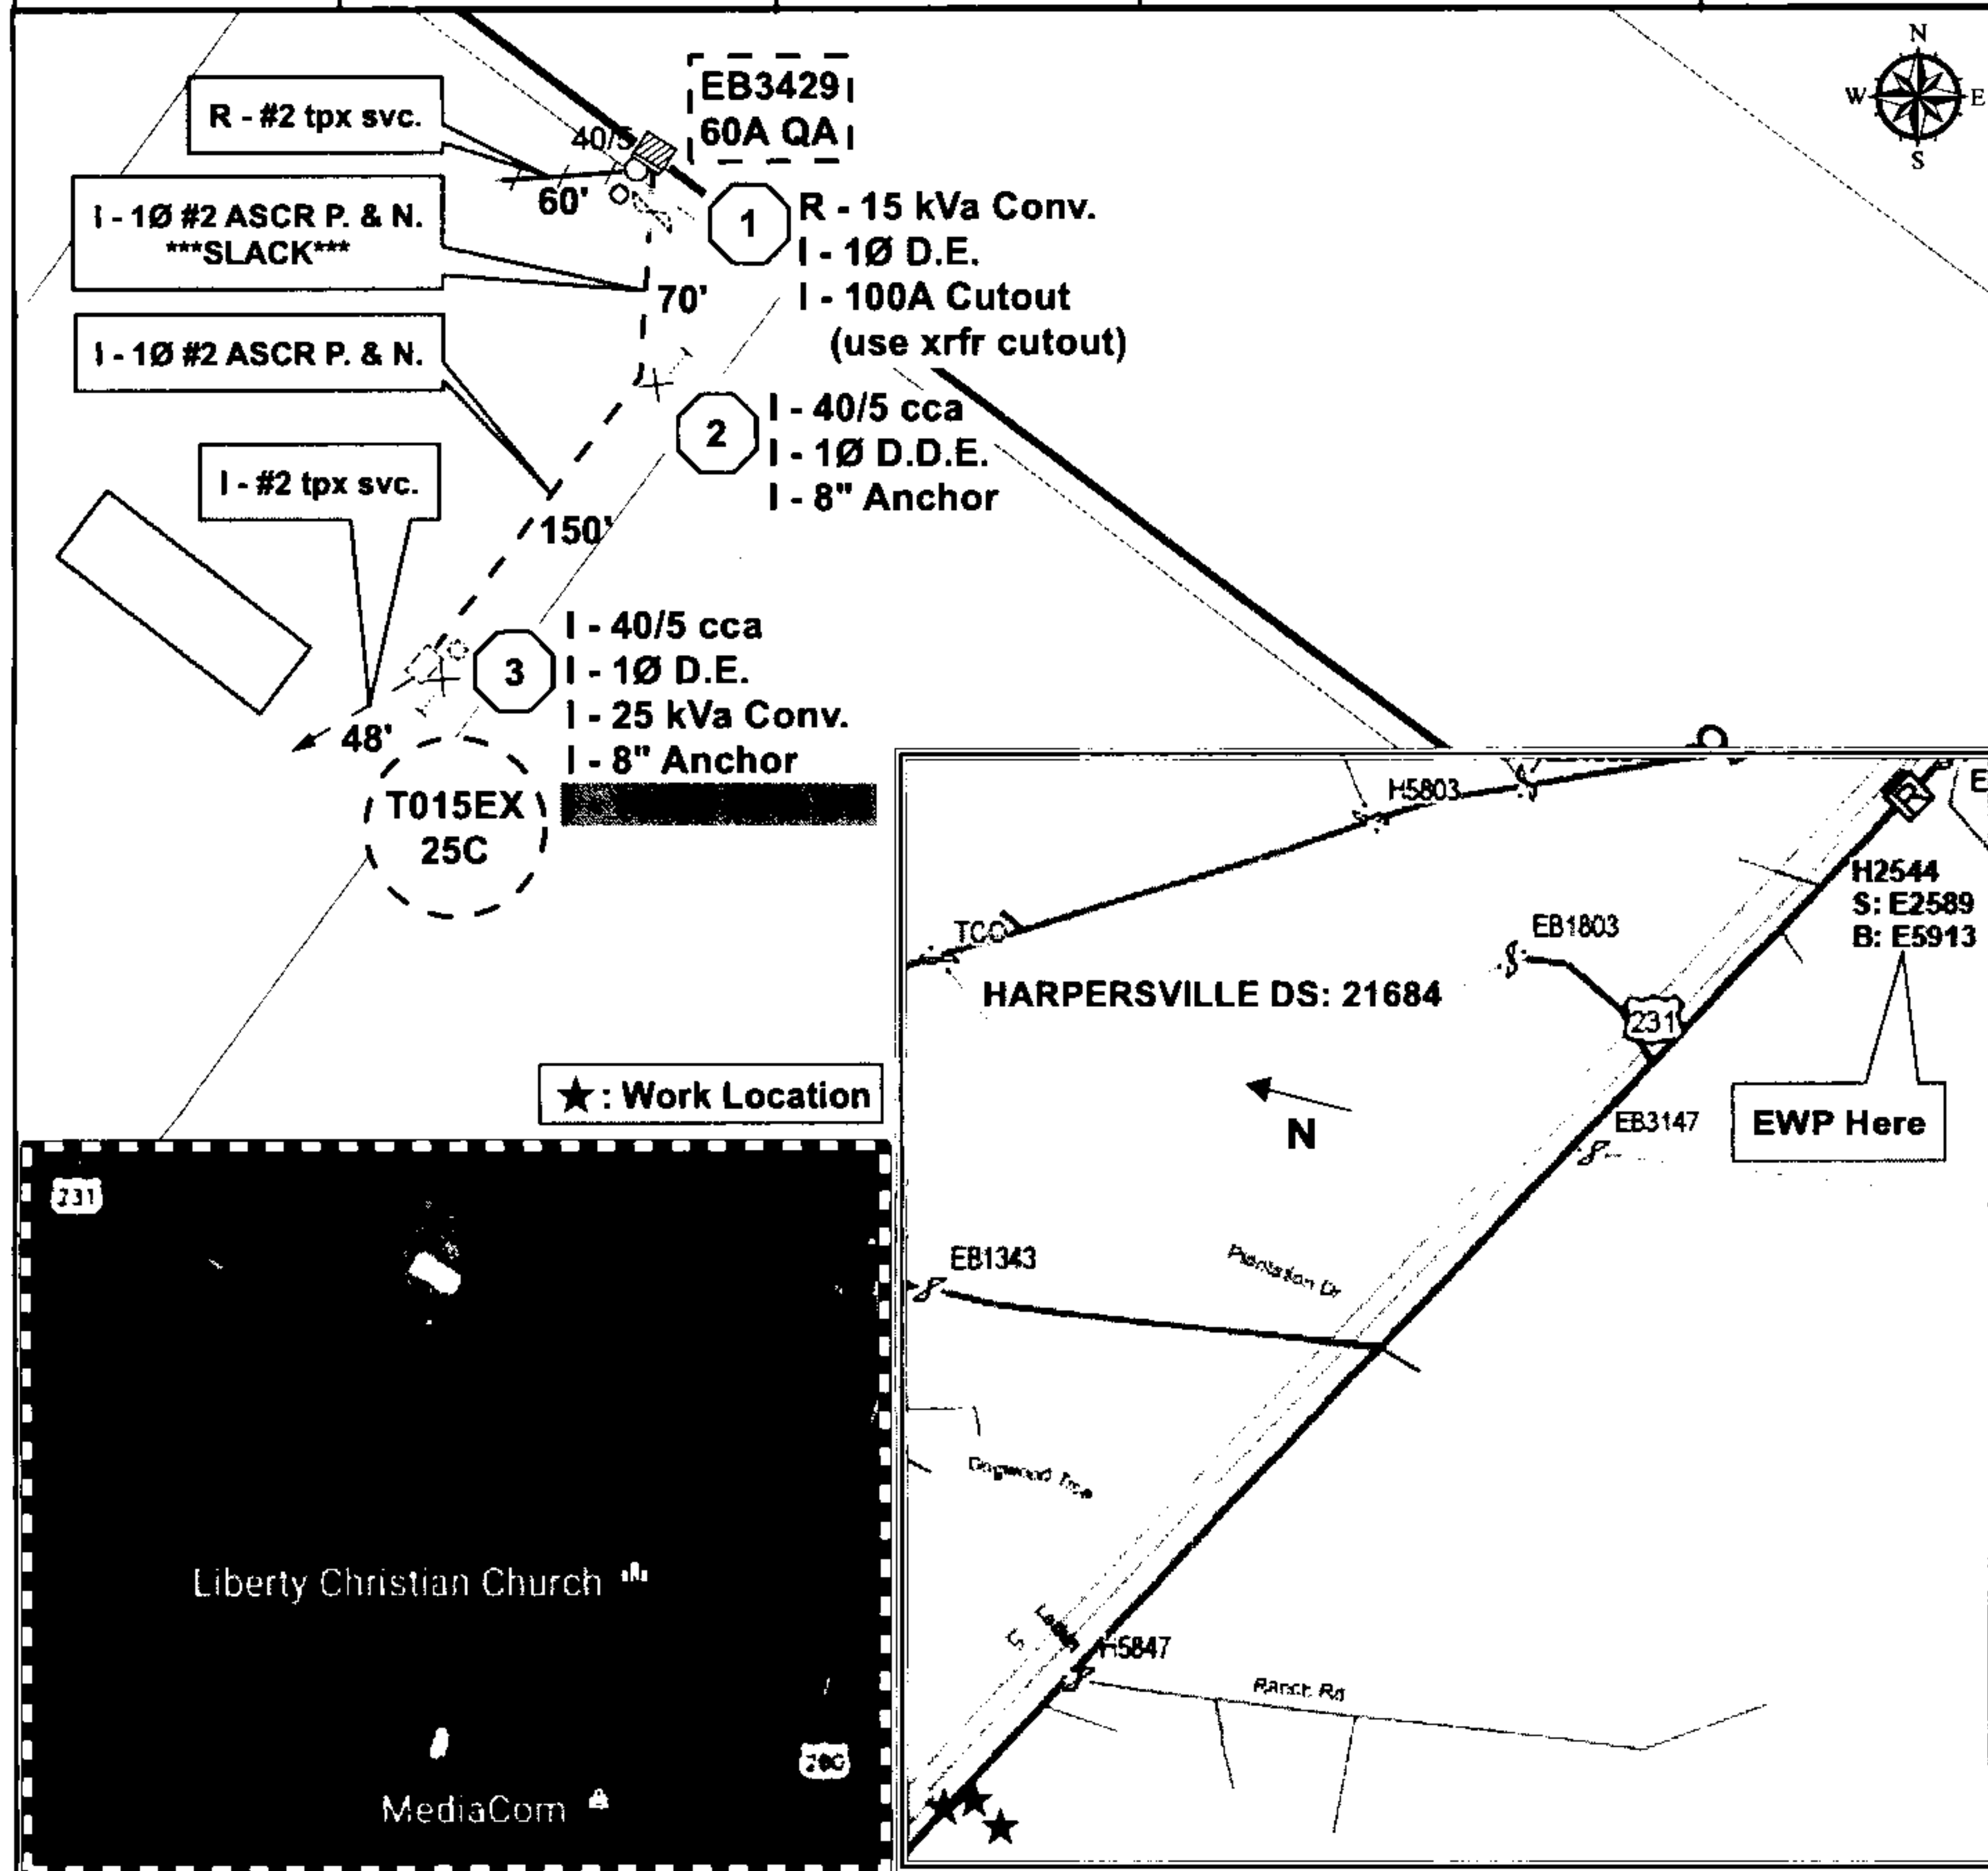 N
W E
S
EB3429
60A QA
R - #2 tpx svc.
40/5
60'
1
R - 15 kVa Conv.
I - 1Ø D.E.
I - 100A Cutout
(use xrfr cutout)
I - 1Ø #2 ASCR P. & N.
***SLACK***
70'
I - 1Ø #2 ASCR P. & N.
2
I - 40/5 cca
I - 1Ø D.D.E.
I - 8" Anchor
I - #2 tpx svc.
150'
3
I - 40/5 cca
I - 1Ø D.E.
I - 25 kVa Conv.
I - 8" Anchor
48'
T015EX
25C
★: Work Location
H5803
R
E
H2544
S: E2589
B: E5913
TCC
EB1803
HARPERSVILLE DS: 21684
231
N
EB3147
EWP Here
EB1343
Plantation Dr
H5847
Ranch Rd
231
Liberty Christian Church
280
MediaCom